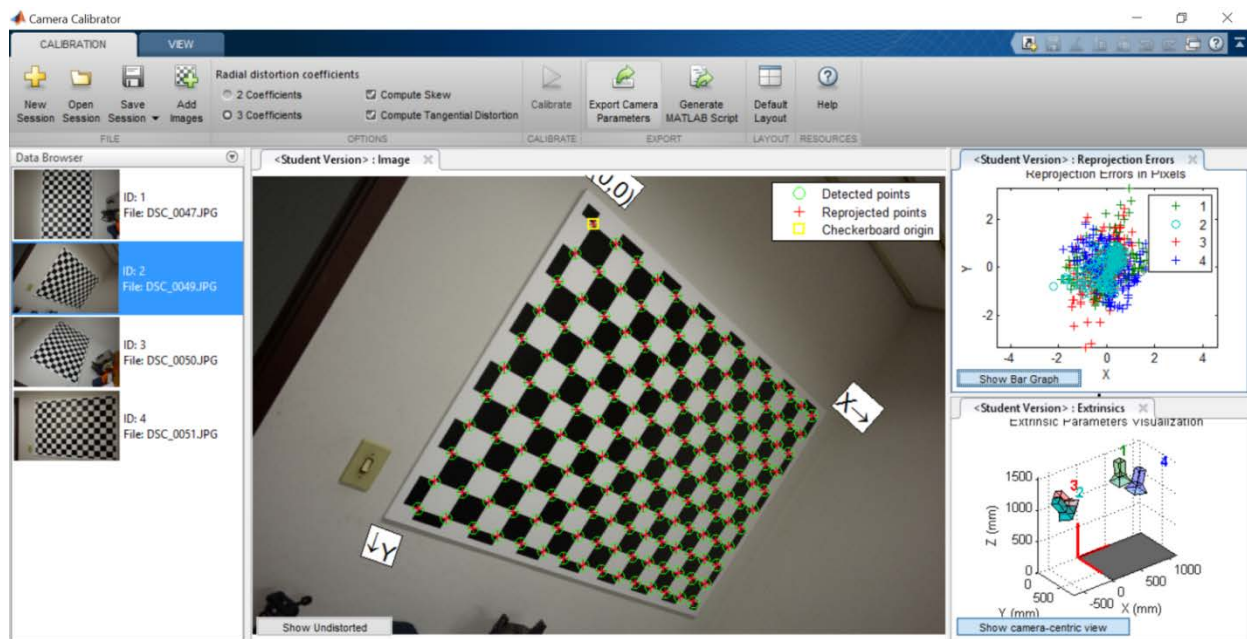 Camera Calibrator
CALIBRATION VIEW
New Session
Open Session
Save Session
Add Images
FILE
Radial distortion coefficients
2 Coefficients
3 Coefficients
Compute Skew
Compute Tangential Distortion
OPTIONS
Calibrate
CALIBRATE
Export Camera Parameters
Generate MATLAB Script
EXPORT
Default Layout
LAYOUT
Help
RESOURCES
Data Browser
ID: 1
File: DSC_0047.JPG
ID: 2
File: DSC_0049.JPG
ID: 3
File: DSC_0050.JPG
ID: 4
File: DSC_0051.JPG
<Student Version> : Image
(0,0)
X→
↓Y
Detected points
Reprojected points
Checkerboard origin
Show Undistorted
<Student Version> : Reprojection Errors
Reprojection Errors in Pixels
1
2
3
4
2
0
-2
Y
-4 -2 0 2 4
X
Show Bar Graph
<Student Version> : Extrinsics
Extrinsic Parameters Visualization
1
4
3
2
1500
1000
500
0
Z (mm)
0
500
Y (mm)
-500
0
500
1000
X (mm)
Show camera-centric view